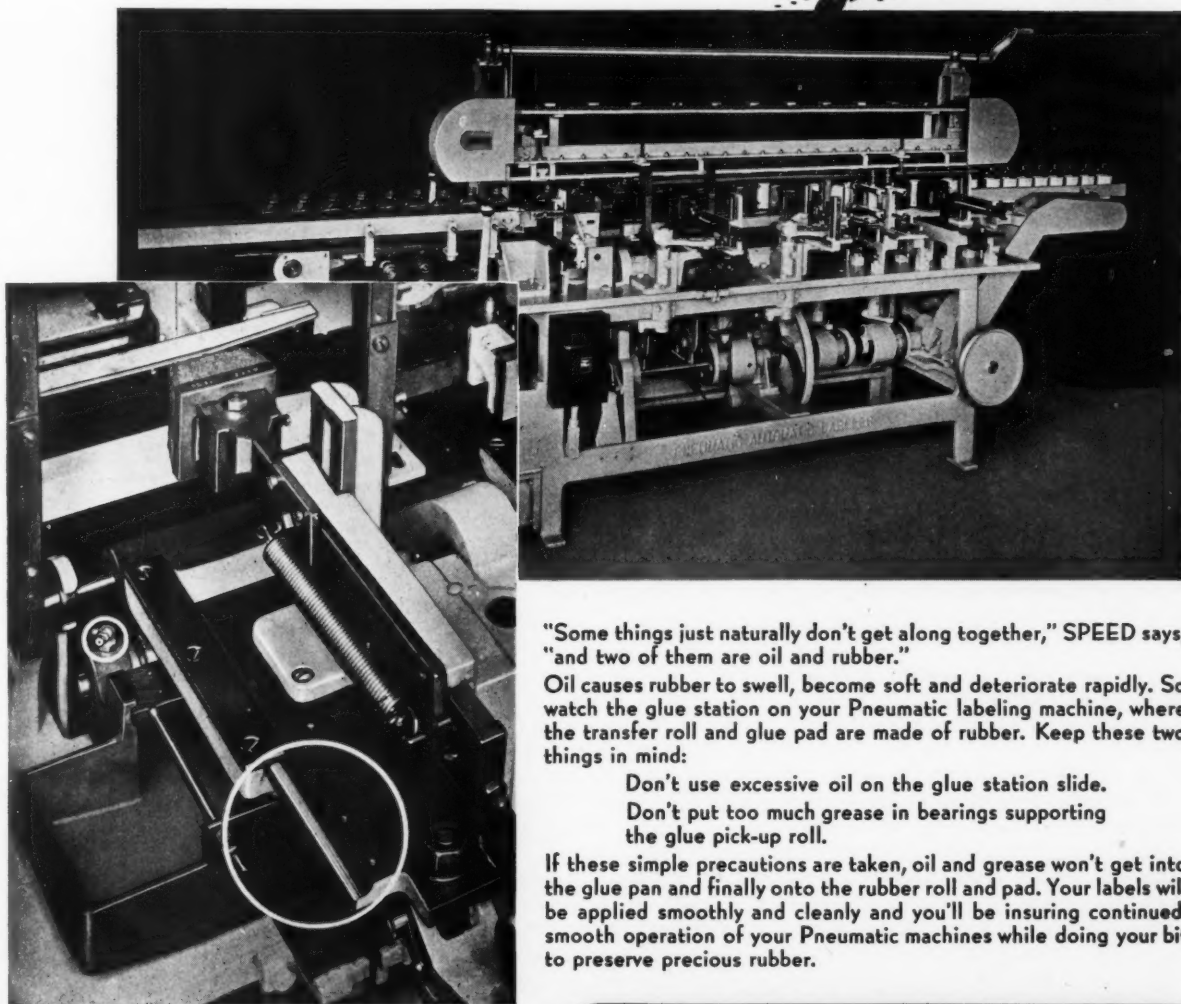 PNEUMATIC AUTOMATIC LABELER
"Some things just naturally don't get along together," SPEED says
"and two of them are oil and rubber."
Oil causes rubber to swell, become soft and deteriorate rapidly. So
watch the glue station on your Pneumatic labeling machine, where
the transfer roll and glue pad are made of rubber. Keep these two
things in mind:
Don't use excessive oil on the glue station slide.
Don't put too much grease in bearings supporting
the glue pick-up roll.
If these simple precautions are taken, oil and grease won't get into
the glue pan and finally onto the rubber roll and pad. Your labels wil
be applied smoothly and cleanly and you'll be insuring continued
smooth operation of your Pneumatic machines while doing your bi
to preserve precious rubber.